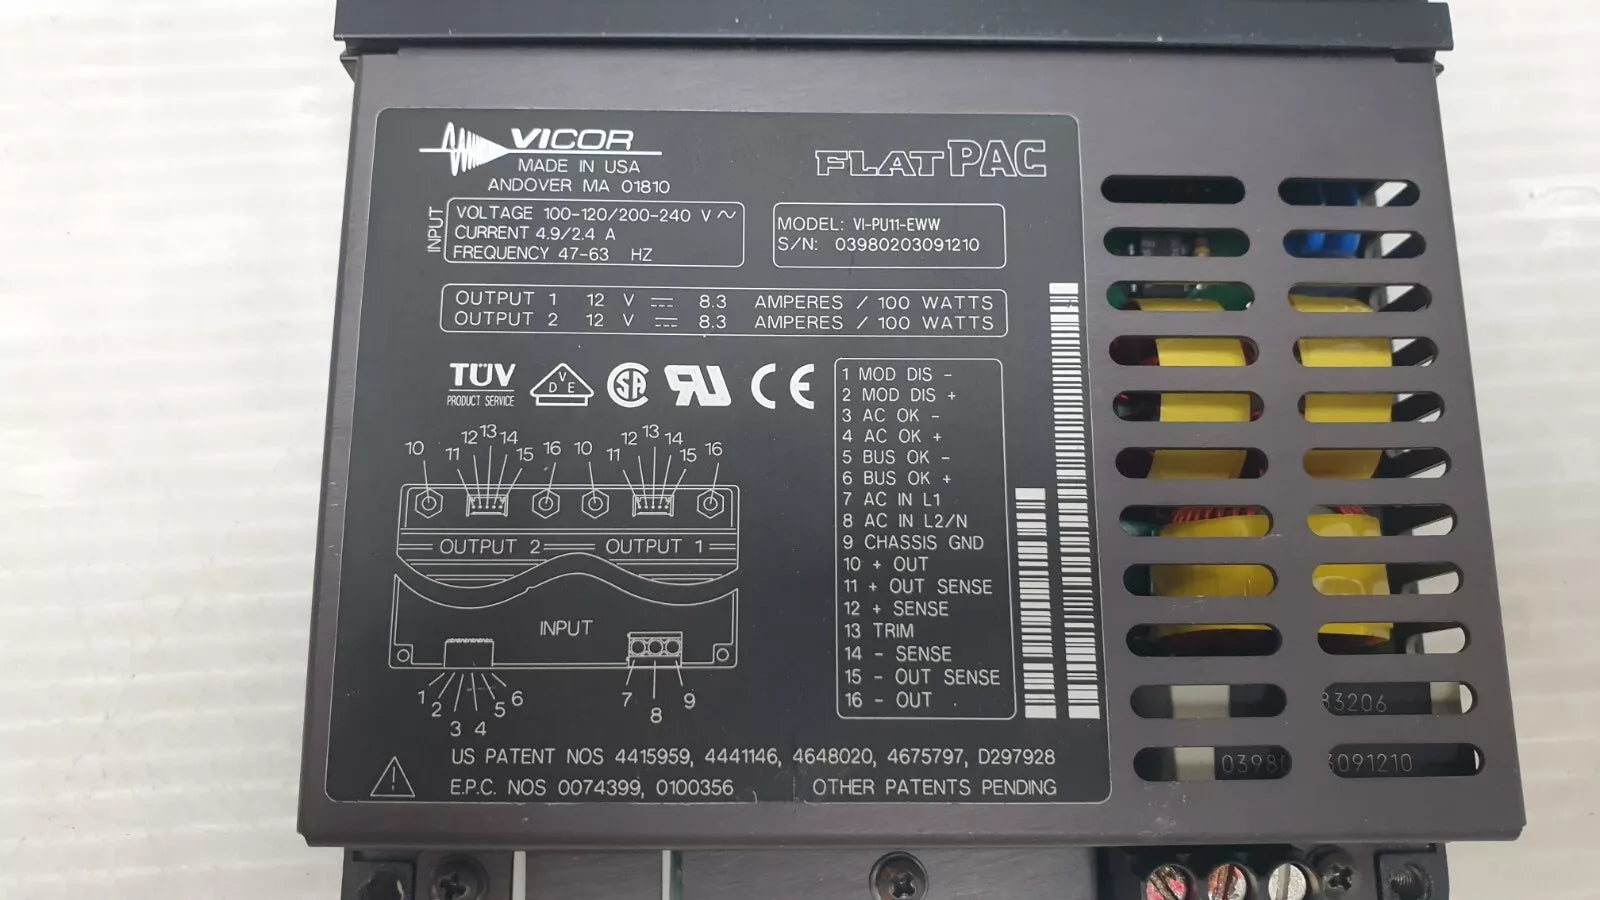 VICOR
MADE IN USA
ANDOVER MA 01810
FLATPAC
INPUT
VOLTAGE 100-120/200-240 V ~
CURRENT 4.9/2.4 A
FREQUENCY 47-63 HZ
MODEL: VI-PU11-EWW
S/N: 03980203091210
OUTPUT 1 12 V ⎓ 8.3 AMPERES / 100 WATTS
OUTPUT 2 12 V ⎓ 8.3 AMPERES / 100 WATTS
TÜV
PRODUCT SERVICE
VDE
SA
RU
CE
1 MOD DIS -
2 MOD DIS +
3 AC OK -
4 AC OK +
5 BUS OK -
6 BUS OK +
7 AC IN L1
8 AC IN L2/N
9 CHASSIS GND
10 + OUT
11 + OUT SENSE
12 + SENSE
13 TRIM
14 - SENSE
15 - OUT SENSE
16 - OUT
10 11 12 13 14 15 16 10 11 12 13 14 15 16
OUTPUT 2 OUTPUT 1
INPUT
1 2 3 4 5 6 7 8 9
US PATENT NOS 4415959, 4441146, 4648020, 4675797, D297928
E.P.C. NOS 0074399, 0100356 OTHER PATENTS PENDING
83206
0398 3091210